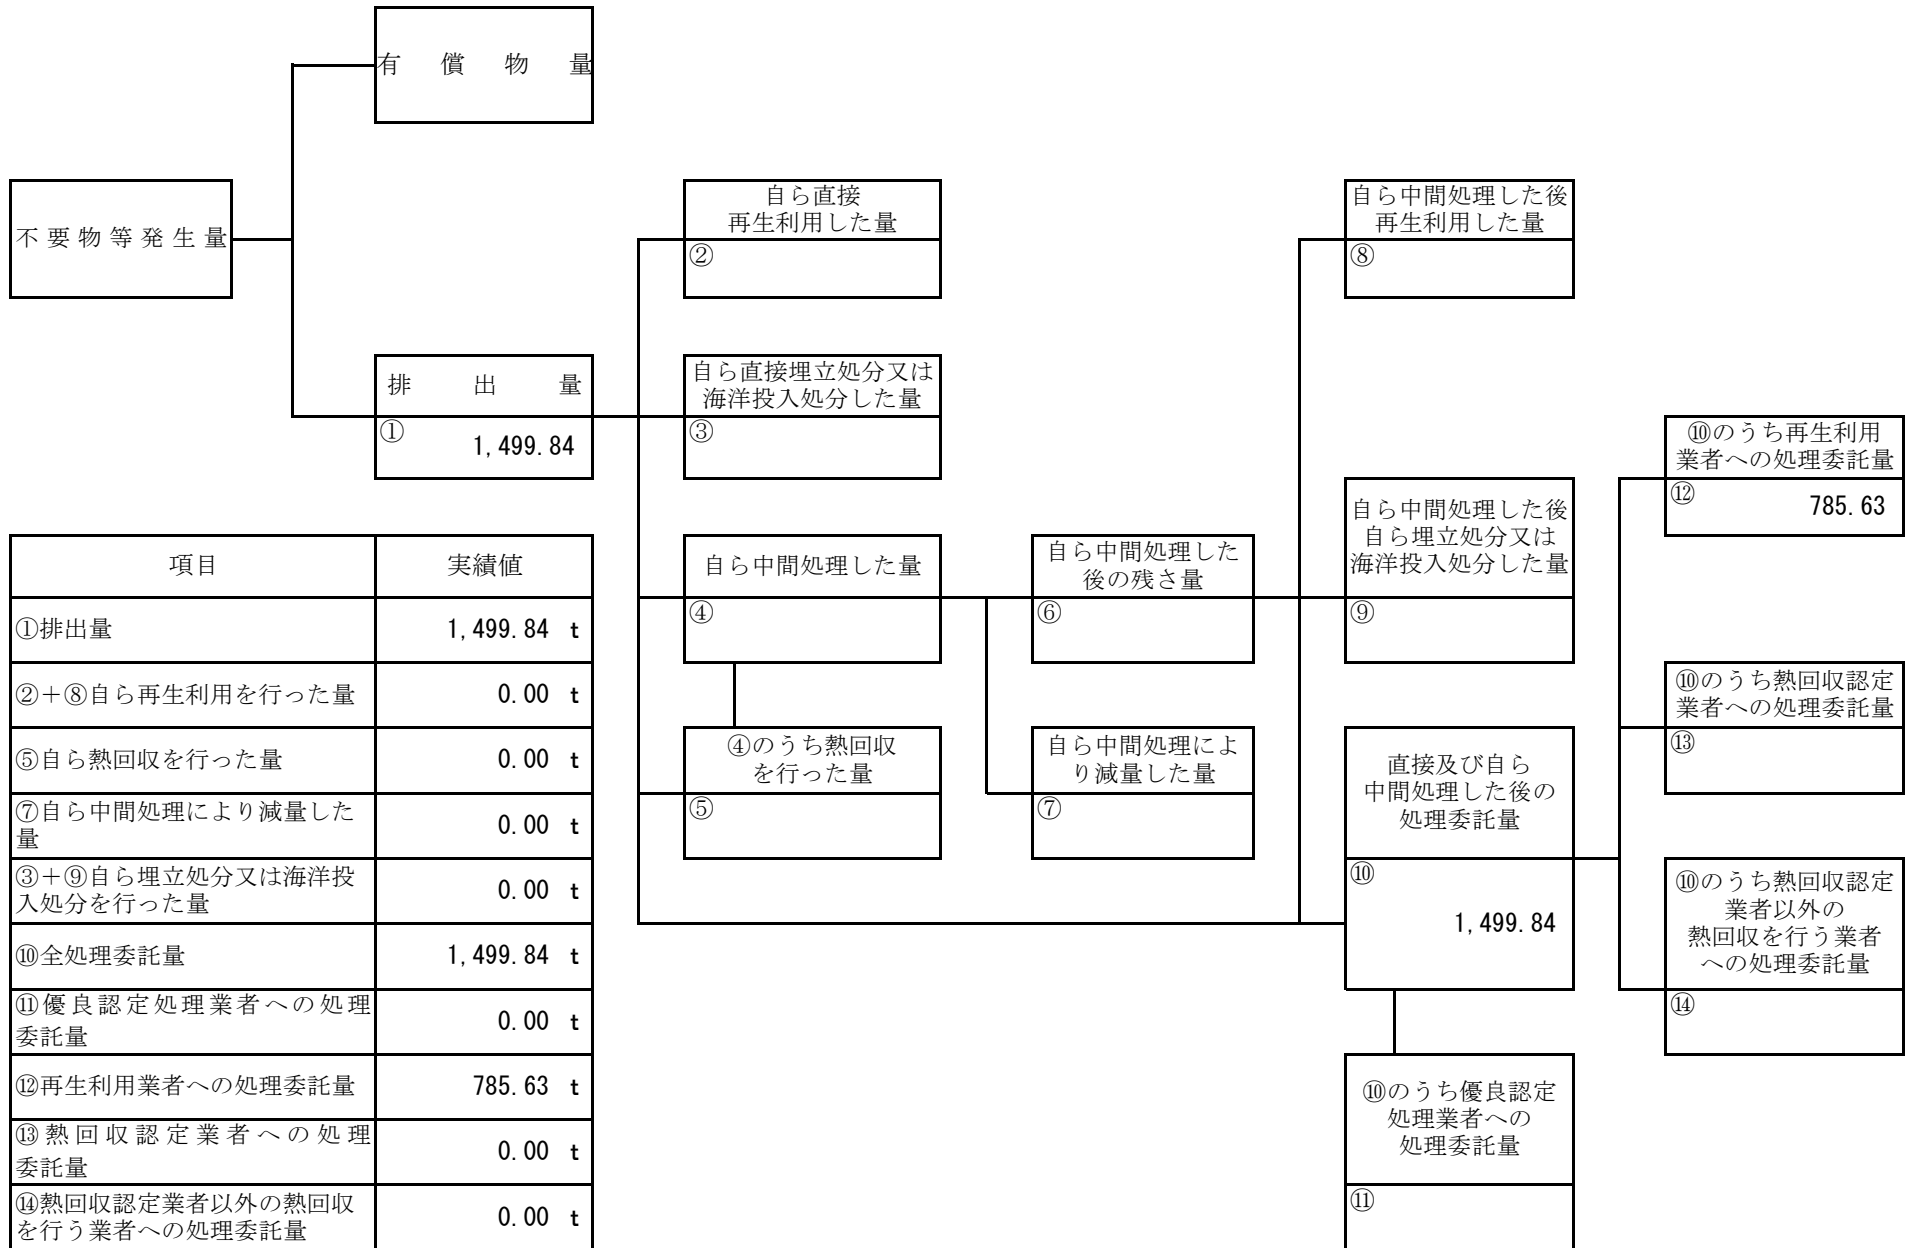 有償物量
不要物等発生量
排出量
① 1,499.84
自ら直接
再生利用した量
②
自ら直接埋立処分又は
海洋投入処分した量
③
自ら中間処理した量
④
④のうち熱回収
を行った量
⑤
自ら中間処理した
後の残さ量
⑥
自ら中間処理によ
り減量した量
⑦
自ら中間処理した後
再生利用した量
⑧
自ら中間処理した後
自ら埋立処分又は
海洋投入処分した量
⑨
直接及び自ら
中間処理した後の
処理委託量
⑩
1,499.84
⑩のうち優良認定
処理業者への
処理委託量
⑪
⑩のうち再生利用
業者への処理委託量
⑫ 785.63
⑩のうち熱回収認定
業者への処理委託量
⑬
⑩のうち熱回収認定
業者以外の
熱回収を行う業者
への処理委託量
⑭
項目 実績値
①排出量 1,499.84 t
②＋⑧自ら再生利用を行った量 0.00 t
⑤自ら熱回収を行った量 0.00 t
⑦自ら中間処理により減量した
量 0.00 t
③＋⑨自ら埋立処分又は海洋投
入処分を行った量 0.00 t
⑩全処理委託量 1,499.84 t
⑪優良認定処理業者への処理
委託量 0.00 t
⑫再生利用業者への処理委託量 785.63 t
⑬熱回収認定業者への処理
委託量 0.00 t
⑭熱回収認定業者以外の熱回収
を行う業者への処理委託量 0.00 t